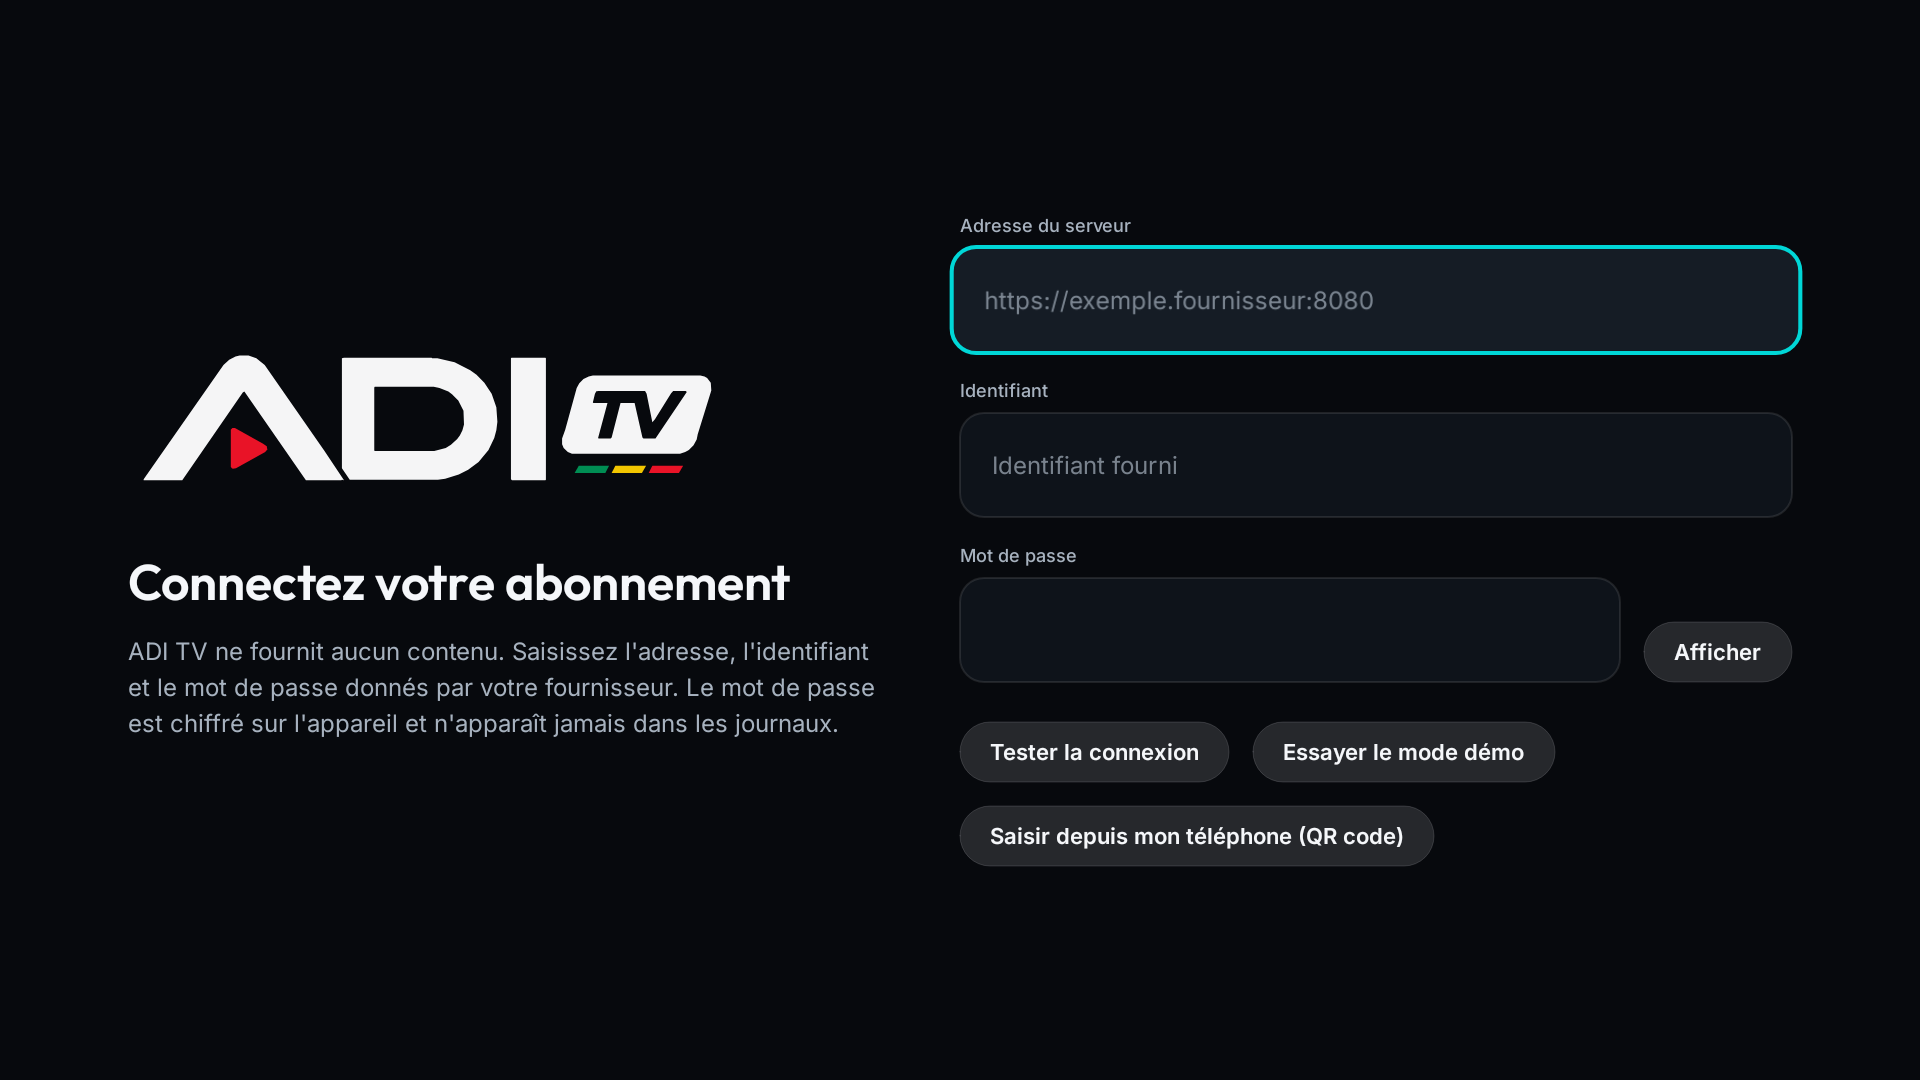 ADI TV
Connectez votre abonnement
ADI TV ne fournit aucun contenu. Saisissez l'adresse, l'identifiant
et le mot de passe donnés par votre fournisseur. Le mot de passe
est chiffré sur l'appareil et n'apparaît jamais dans les journaux.
Adresse du serveur
https://exemple.fournisseur:8080
Identifiant
Identifiant fourni
Mot de passe
Afficher
Tester la connexion
Essayer le mode démo
Saisir depuis mon téléphone (QR code)